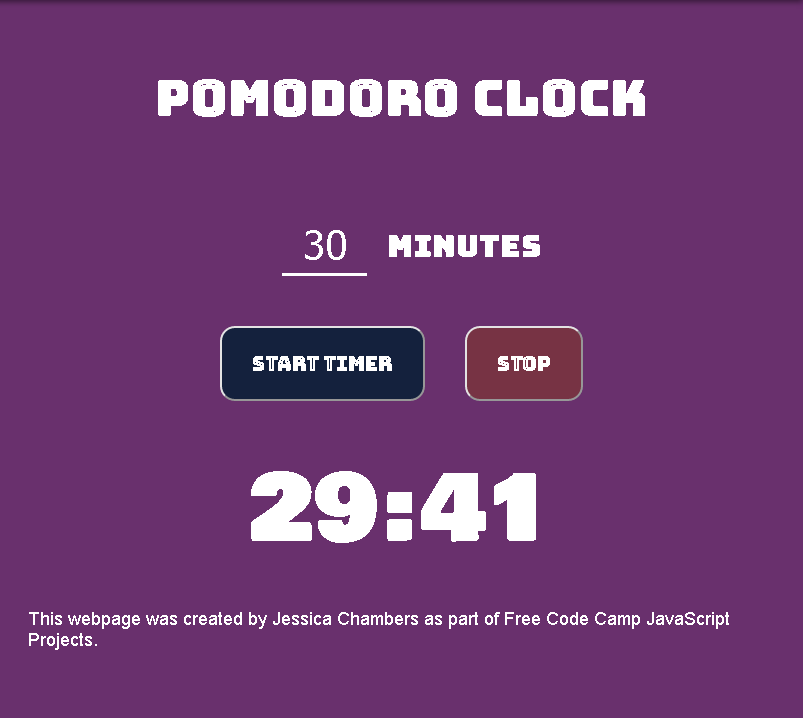 POMODORO CLOCK
30 MINUTES
START TIMER STOP
29:41
This webpage was created by Jessica Chambers as part of Free Code Camp JavaScript
Projects.